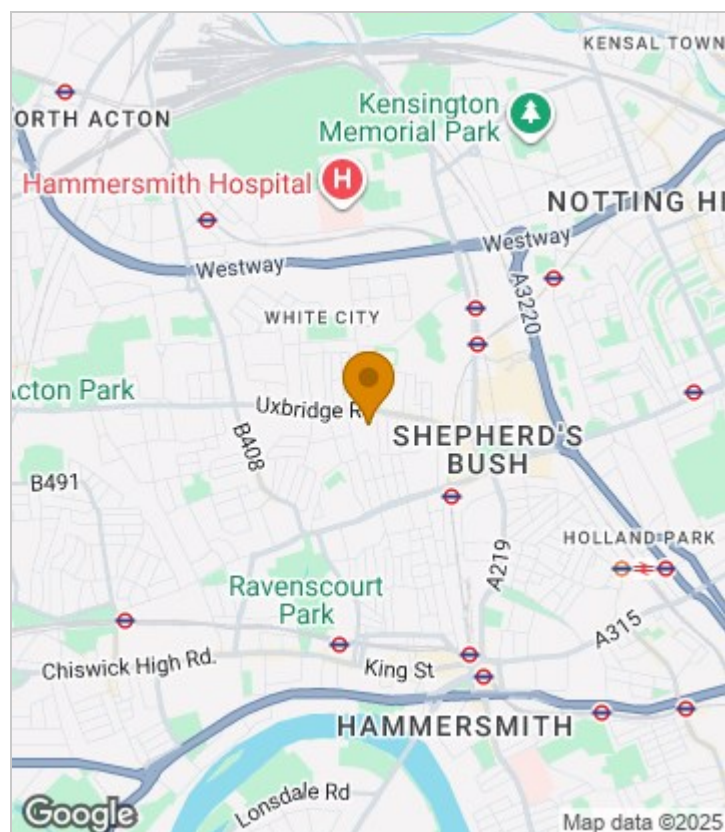 KENSAL TOWN
ORTH ACTON
Kensington
Memorial Park
Hammersmith Hospital
H
NOTTING HI
Westway
Westway
A3220
WHITE CITY
Acton Park
Uxbridge R
B408
SHEPHERD'S
BUSH
B491
HOLLAND PARK
A219
Ravenscourt
Park
A315
Chiswick High Rd.
King St
HAMMERSMITH
Lonsdale Rd
Google
Map data ©2025